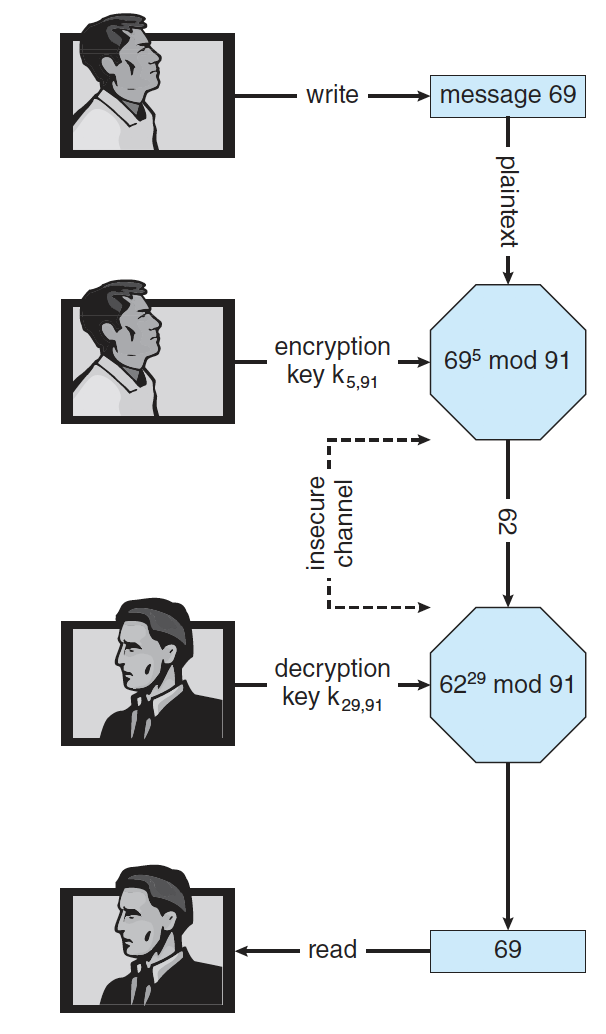 write
message 69
plaintext
encryption
key k5,91
69⁵ mod 91
insecure
channel
62
decryption
key k29,91
62²⁹ mod 91
read
69